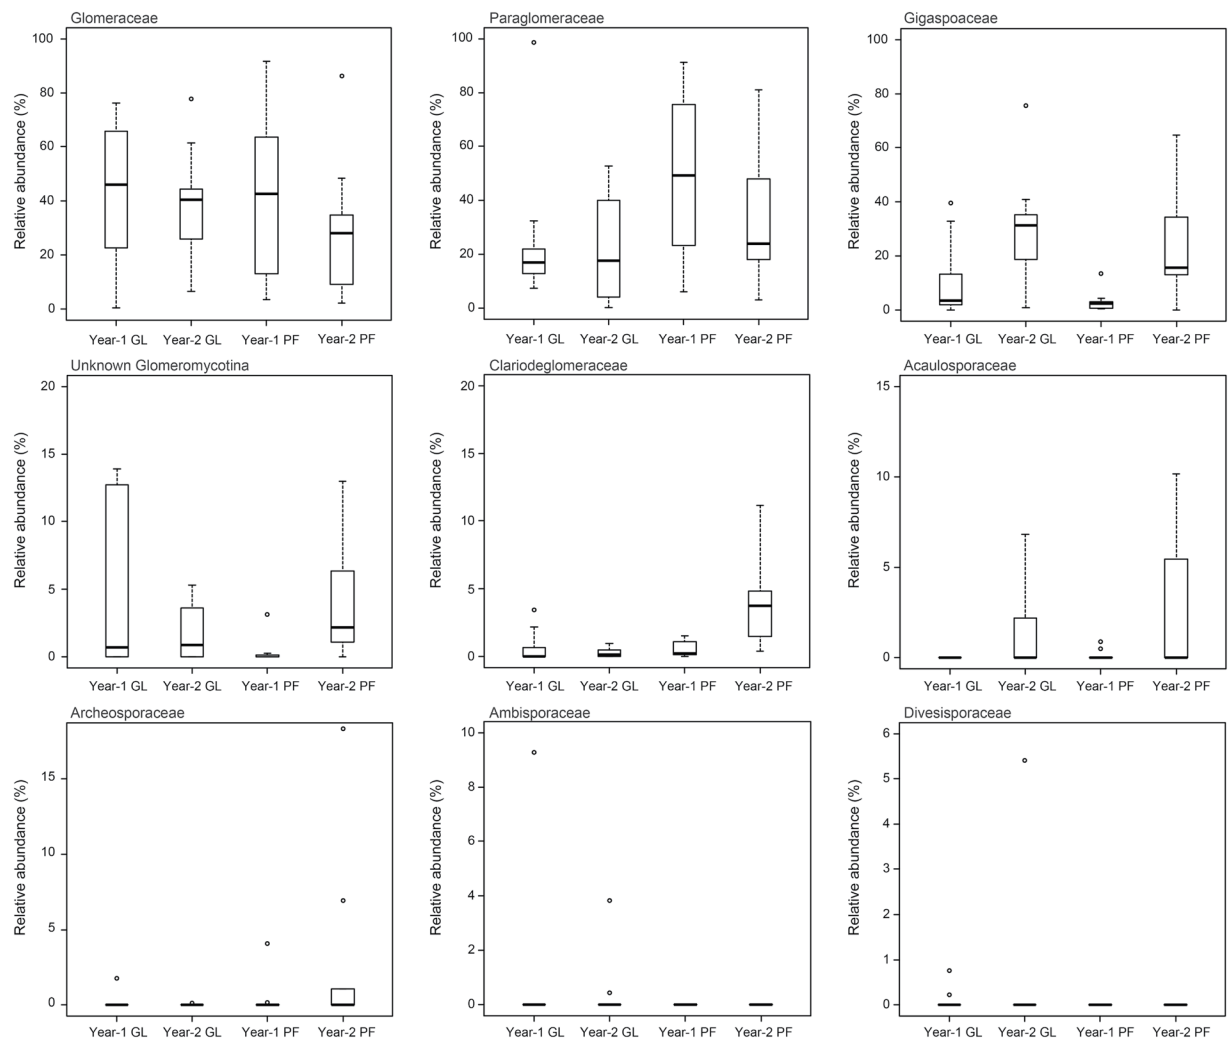 Glomeraceae
Relative abundance (%)
100
80
60
40
20
0
Year-1 GL Year-2 GL Year-1 PF Year-2 PF
Paraglomeraceae
Relative abundance (%)
100
80
60
40
20
0
Year-1 GL Year-2 GL Year-1 PF Year-2 PF
Gigaspoaceae
Relative abundance (%)
100
80
60
40
20
0
Year-1 GL Year-2 GL Year-1 PF Year-2 PF
Unknown Glomeromycotina
Relative abundance (%)
20
15
10
5
0
Year-1 GL Year-2 GL Year-1 PF Year-2 PF
Clariodeglomeraceae
Relative abundance (%)
20
15
10
5
0
Year-1 GL Year-2 GL Year-1 PF Year-2 PF
Acaulosporaceae
Relative abundance (%)
15
10
5
0
Year-1 GL Year-2 GL Year-1 PF Year-2 PF
Archeosporaceae
Relative abundance (%)
15
10
5
0
Year-1 GL Year-2 GL Year-1 PF Year-2 PF
Ambisporaceae
Relative abundance (%)
10
8
6
4
2
0
Year-1 GL Year-2 GL Year-1 PF Year-2 PF
Divesisporaceae
Relative abundance (%)
6
5
4
3
2
1
0
Year-1 GL Year-2 GL Year-1 PF Year-2 PF